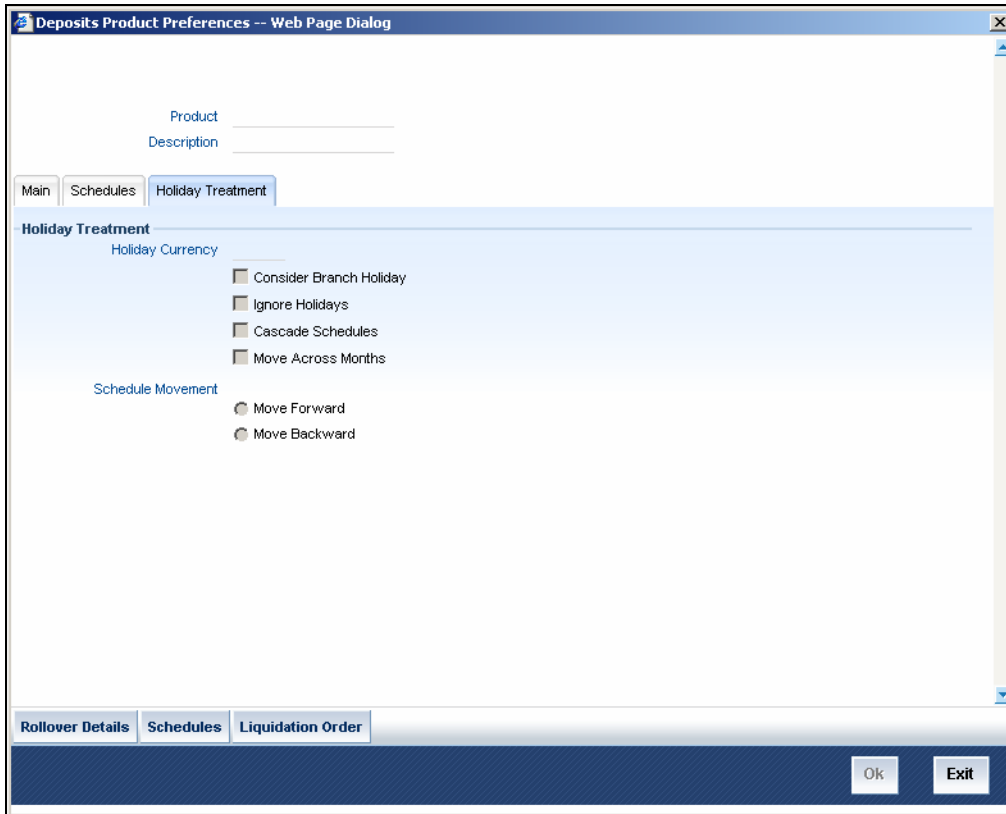 Deposits Product Preferences -- Web Page Dialog
Product
Description
Main Schedules Holiday Treatment
Holiday Treatment
Holiday Currency
Consider Branch Holiday
Ignore Holidays
Cascade Schedules
Move Across Months
Schedule Movement
Move Forward
Move Backward
Rollover Details Schedules Liquidation Order
Ok Exit